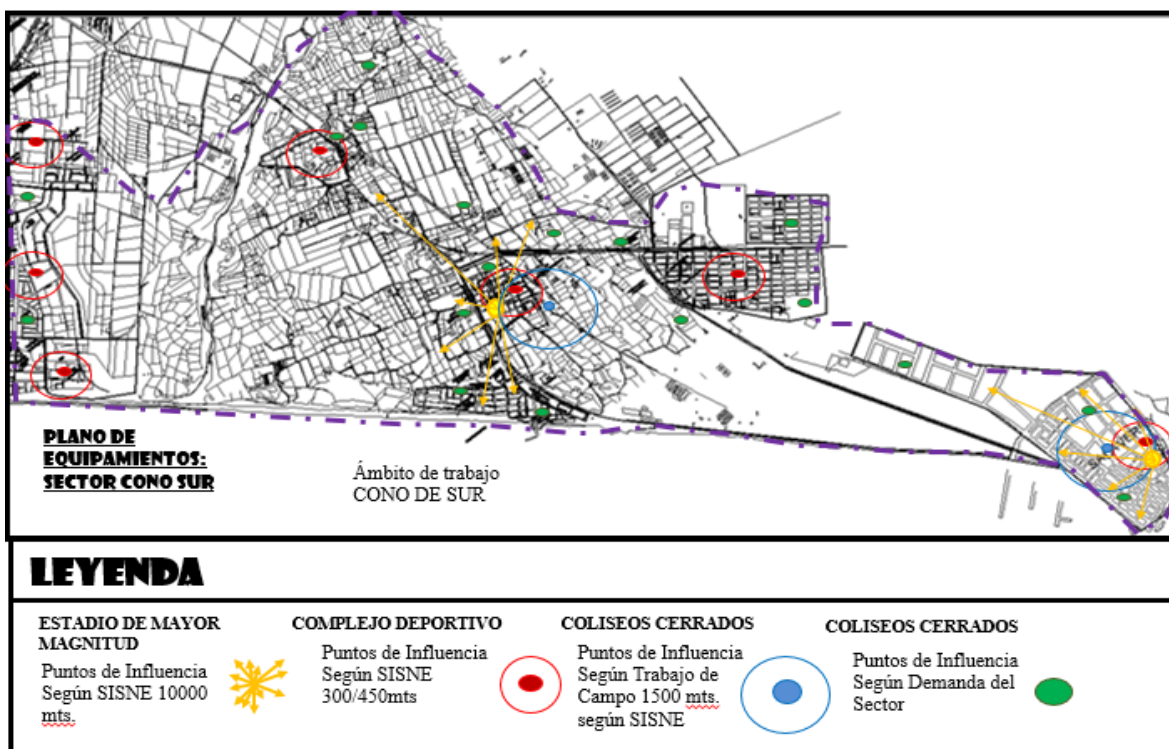 PLANO DE
EQUIPAMIENTOS:
SECTOR CONO SUR
Ámbito de trabajo
CONO DE SUR
LEYENDA
ESTADIO DE MAYOR
MAGNITUD
Puntos de Influencia
Según SISNE 10000
mts.
COMPLEJO DEPORTIVO
Puntos de Influencia
Según SISNE
300/450mts
COLISEOS CERRADOS
Puntos de Influencia
Según Trabajo de
Campo 1500 mts.
según SISNE
COLISEOS CERRADOS
Puntos de Influencia
Según Demanda del
Sector